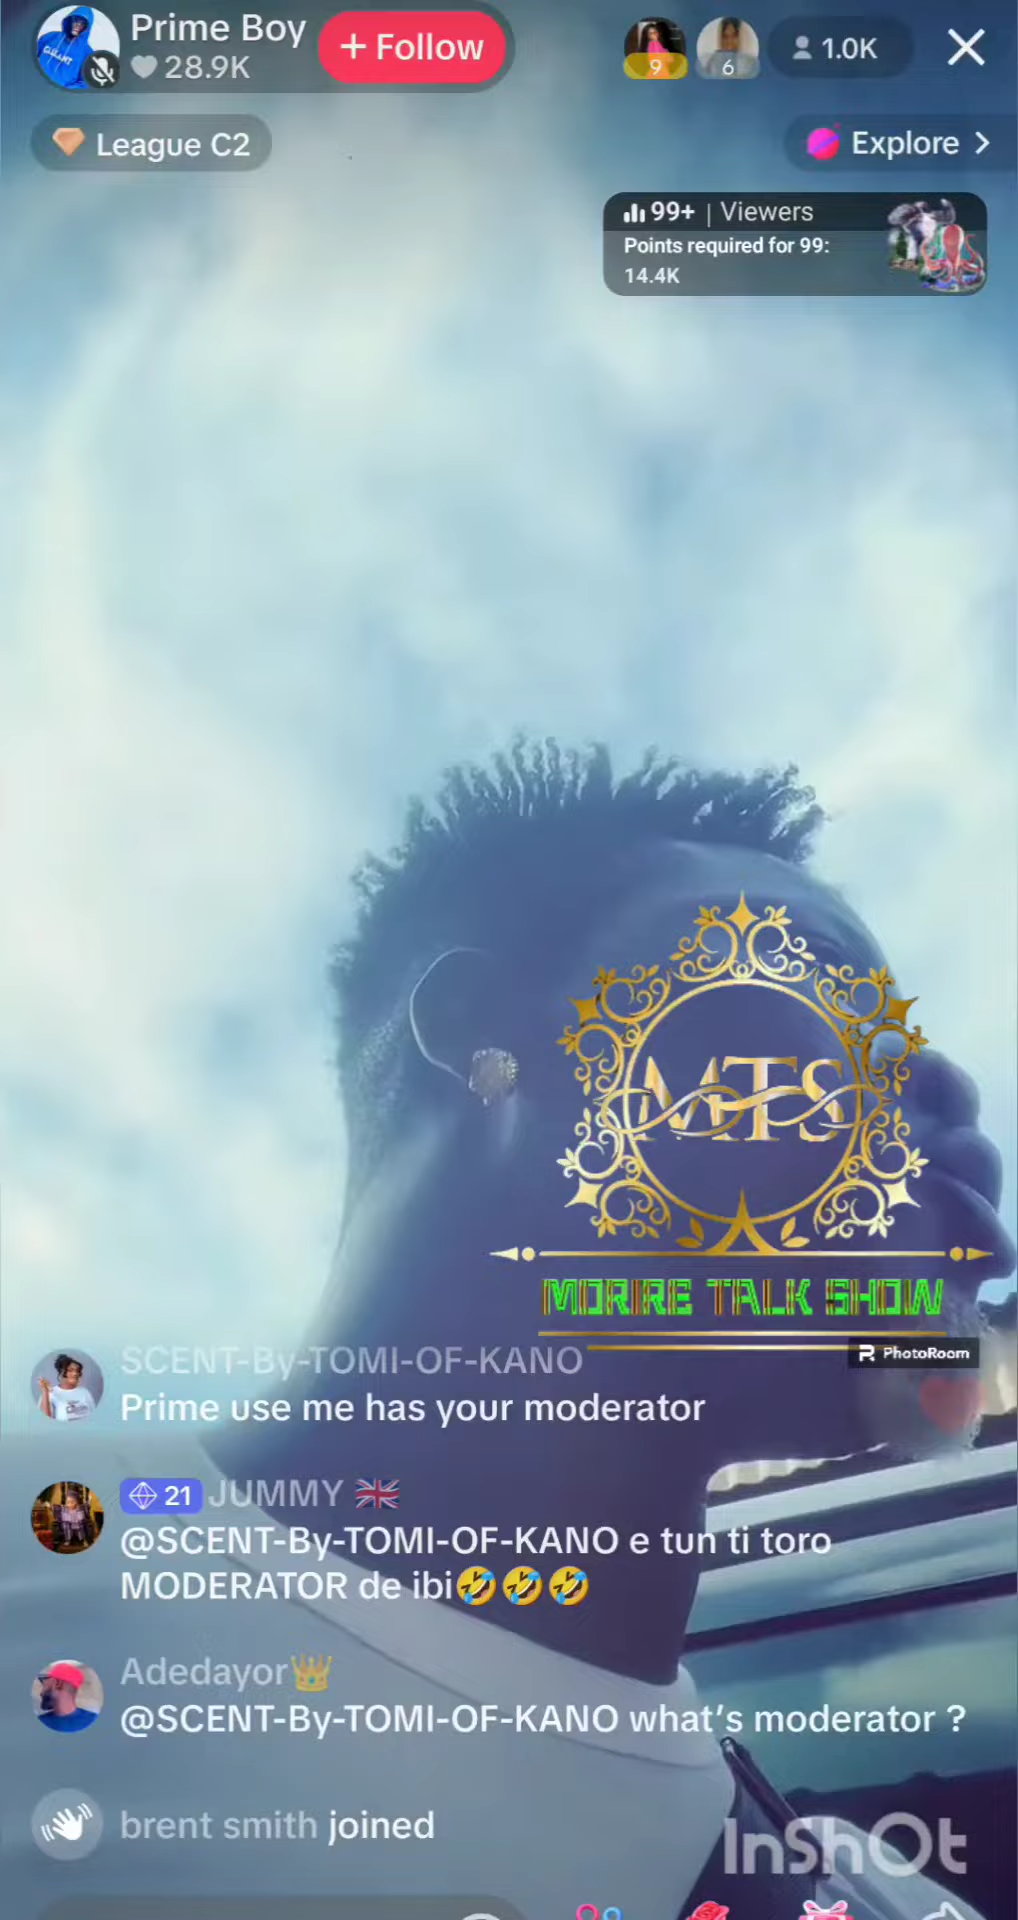 Prime Boy
28.9K
+ Follow
9
6
1.0K
League C2
Explore >
99+ | Viewers
Points required for 99:
14.4K
MTS
MORIRE TALK SHOW
PhotoRoom
SCENT-By-TOMI-OF-KANO
Prime use me has your moderator
21 JUMMY 🇬🇧
@SCENT-By-TOMI-OF-KANO e tun ti toro
MODERATOR de ibi🤣🤣🤣
Adedayor👑
@SCENT-By-TOMI-OF-KANO what's moderator ?
brent smith joined
InShOt